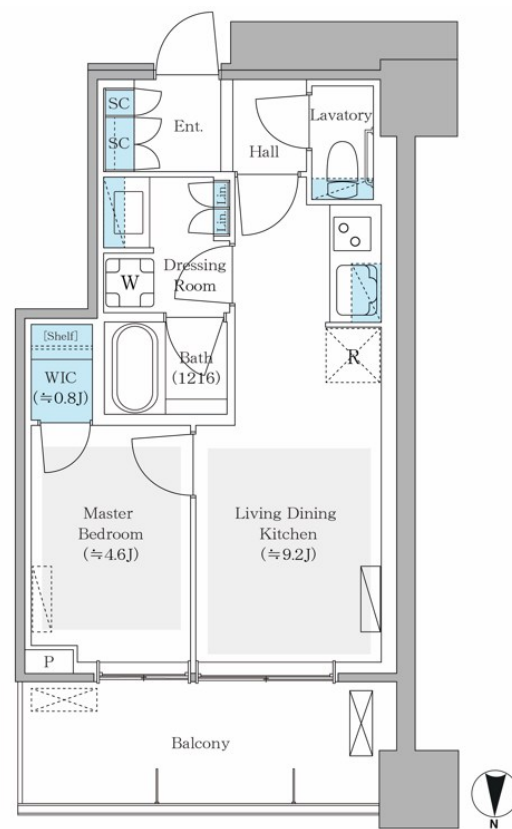 SC
SC
Ent.
Hall
Lavatory
Lin.
Lin.
W
Dressing
Room
Bath
(1216)
R
[Shelf]
WIC
(≒0.8J)
Master
Bedroom
(≒4.6J)
Living Dining
Kitchen
(≒9.2J)
P
Balcony
N